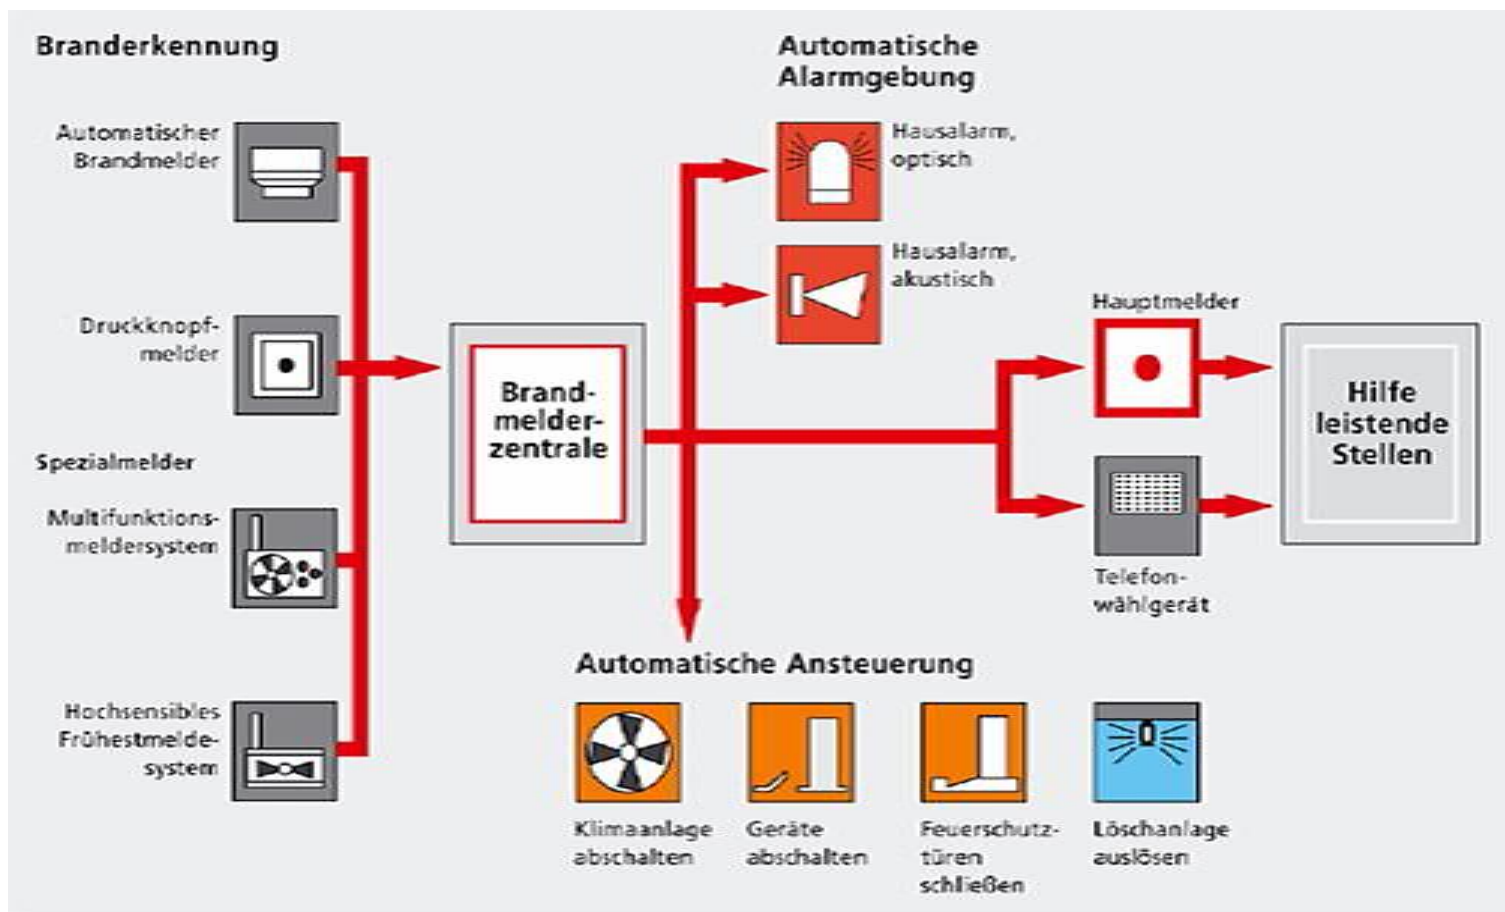 Branderkennung
Automatischer
Brandmelder
Druckknopf-
melder
Spezialmelder
Multifunktions-
meldersystem
Hochsensibles
Frühestmelde-
system
Brand-
melder-
zentrale
Automatische
Alarmgebung
Hausalarm,
optisch
Hausalarm,
akustisch
Hauptmelder
Telefon-
wählgerät
Hilfe
leistende
Stellen
Automatische Ansteuerung
Klimaanlage
abschalten
Geräte
abschalten
Feuerschutz-
türen
schließen
Löschanlage
auslösen